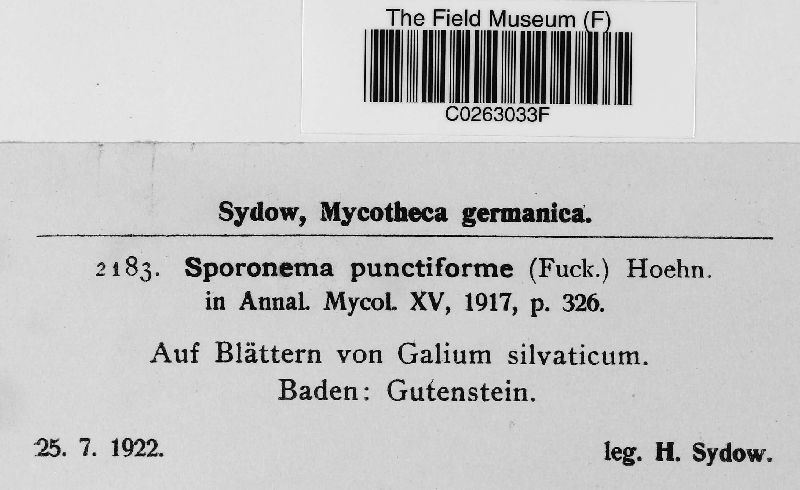 The Field Museum (F)
C0263033F
Sydow, Mycotheca germanica.
2183. Sporonema punctiforme (Fuck.) Hoehn.
in Annal. Mycol. XV, 1917, p. 326.
Auf Blättern von Galium silvaticum.
Baden: Gutenstein.
25. 7. 1922. leg. H. Sydow.